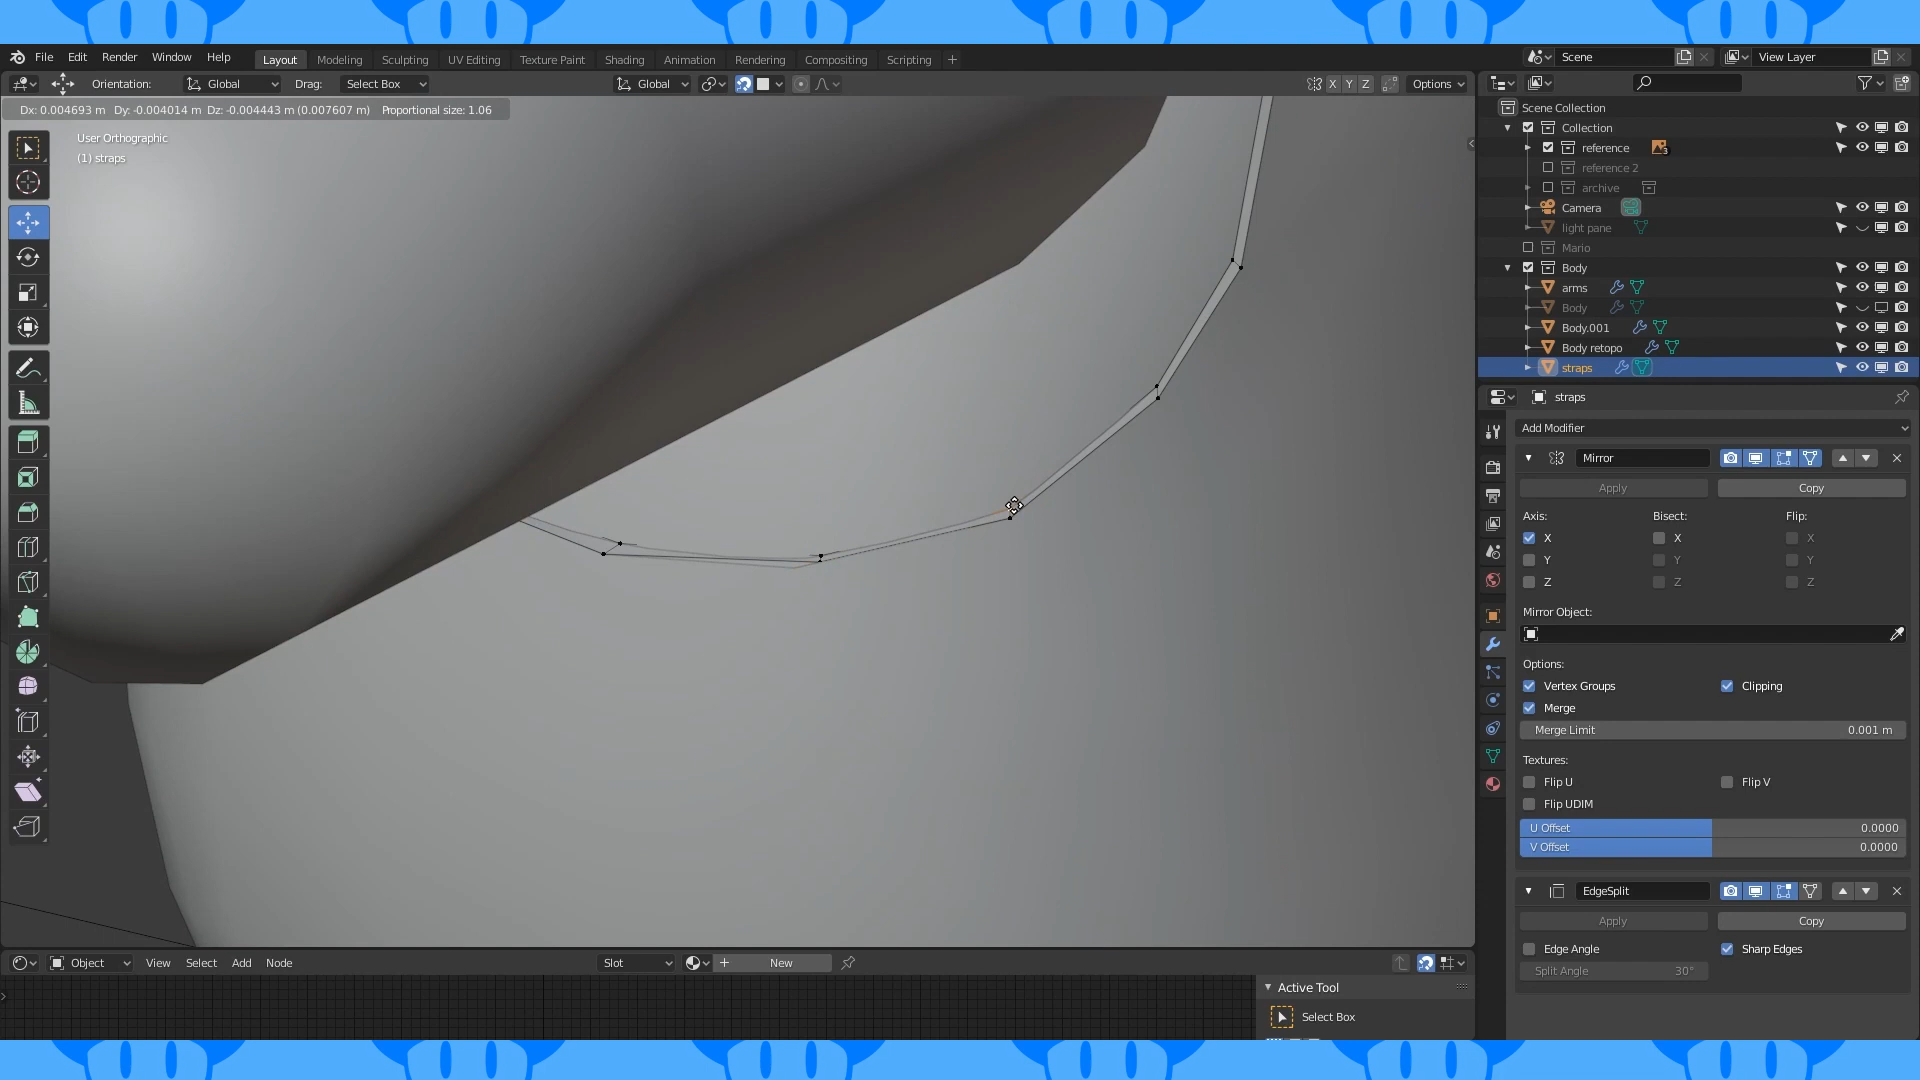 File Edit Render Window Help Layout Modeling Sculpting UV Editing Texture Paint Shading Animation Rendering Compositing Scripting + Scene View Layer
Orientation: Global Drag: Select Box Global X Y Z Options
Dx: 0.004693 m Dy: -0.004014 m Dz: -0.004443 m (0.007607 m) Proportional size: 1.06
User Orthographic
(1) straps
Scene Collection
Collection
reference 3
reference 2
archive
Camera
light pane
Mario
Body
arms
Body
Body.001
Body retopo
straps
straps
Add Modifier
Mirror
Apply Copy
Axis: Bisect: Flip:
X X X
Y Y Y
Z Z Z
Mirror Object:
Options:
Vertex Groups Clipping
Merge
Merge Limit 0.001 m
Textures:
Flip U Flip V
Flip UDIM
U Offset 0.0000
V Offset 0.0000
EdgeSplit
Apply Copy
Edge Angle Sharp Edges
Split Angle 30°
Object View Select Add Node Slot New
Active Tool
Select Box